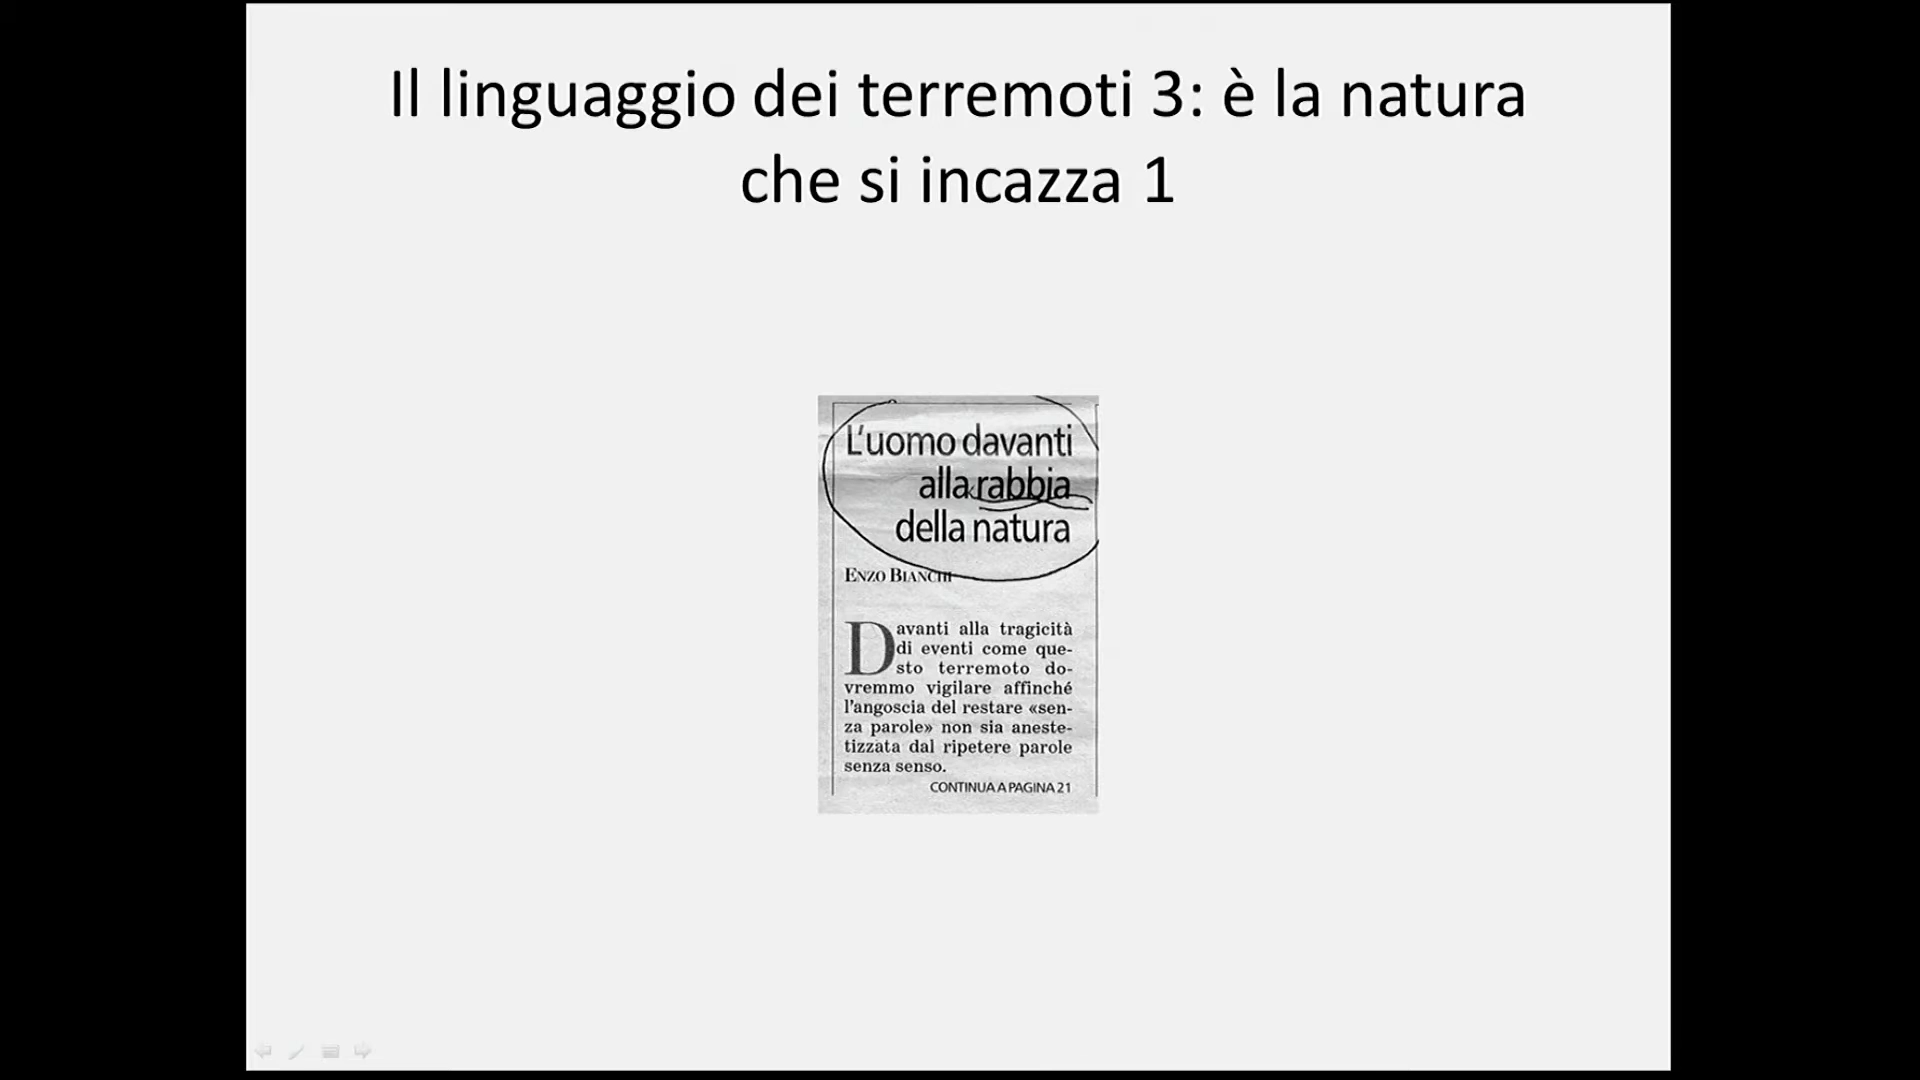 Il linguaggio dei terremoti 3: è la natura
che si incazza 1
L'uomo davanti
alla rabbia
della natura
ENZO BIANCHI
Davanti alla tragicità
di eventi come que-
sto terremoto do-
vremmo vigilare affinché
l'angoscia del restare «sen-
za parole» non sia aneste-
tizzata dal ripetere parole
senza senso.
CONTINUA A PAGINA 21